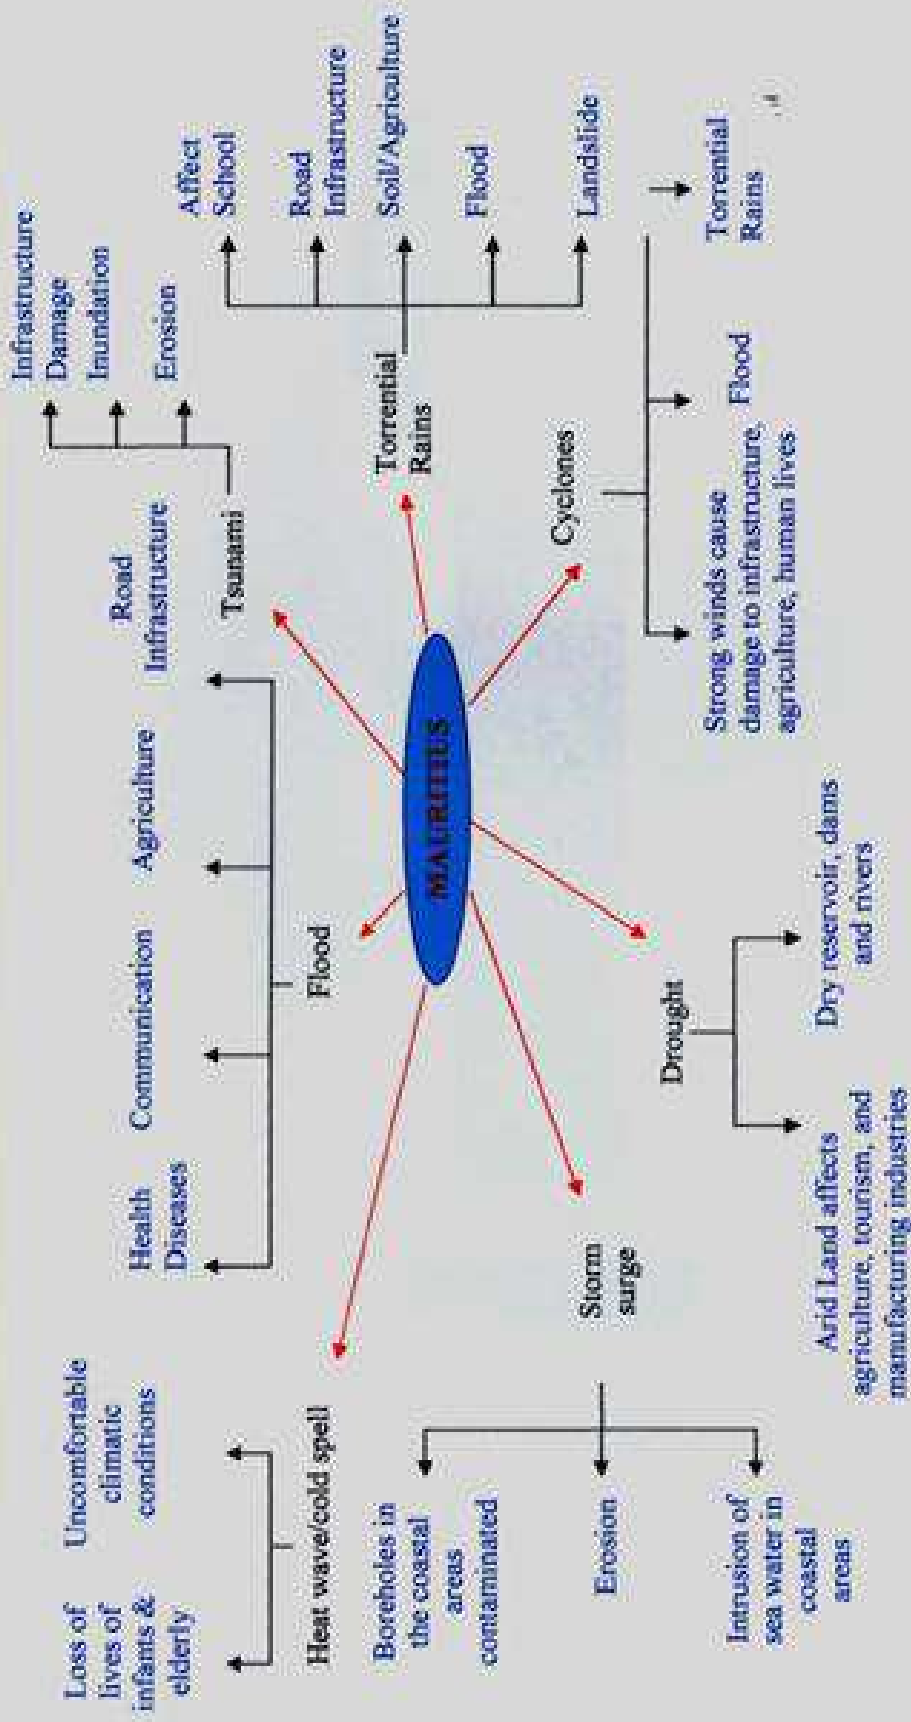 Loss of
lives of
infants &
elderly
Uncomfortable
climatic
conditions
Heat wave/cold spell
Health
Diseases
Communication
Agriculture
Road
Infrastructure
Flood
Infrastructure
Damage
Inundation
Erosion
Tsunami
Affect
School
Road
Infrastructure
Soil/Agriculture
Flood
Landslide
Torrential
Rains
MAURITIUS
Boreholes in
the coastal
areas
contaminated
Erosion
Intrusion of
sea water in
coastal
areas
Storm
surge
Drought
Arid Land affects
agriculture, tourism, and
manufacturing industries
Dry reservoir, dams
and rivers
Cyclones
Strong winds cause
damage to infrastructure,
agriculture, human lives
Flood
Torrential
Rains